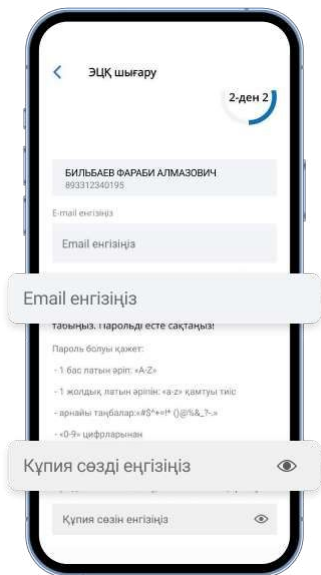 ЭЦҚ шығару
2-ден 2
БИЛЬБАЕВ ФАРАБИ АЛМАЗОВИЧ
893312340195
E-mail енгізіңіз
Email енгізіңіз
Email енгізіңіз
табыңыз. Парольді есте сақтаңыз!
Пароль болуы қажет:
- 1 бас латын әріп: «A-Z»
- 1 жолдық латын әріпін: «a-z» қамтуы тиіс
- арнайы таңбалар:«#$^+=!* ()@%&_?-.»
- «0-9» цифрларынан
Құпия сөзді еңгізіңіз
Құпия сөзін енгізіңіз